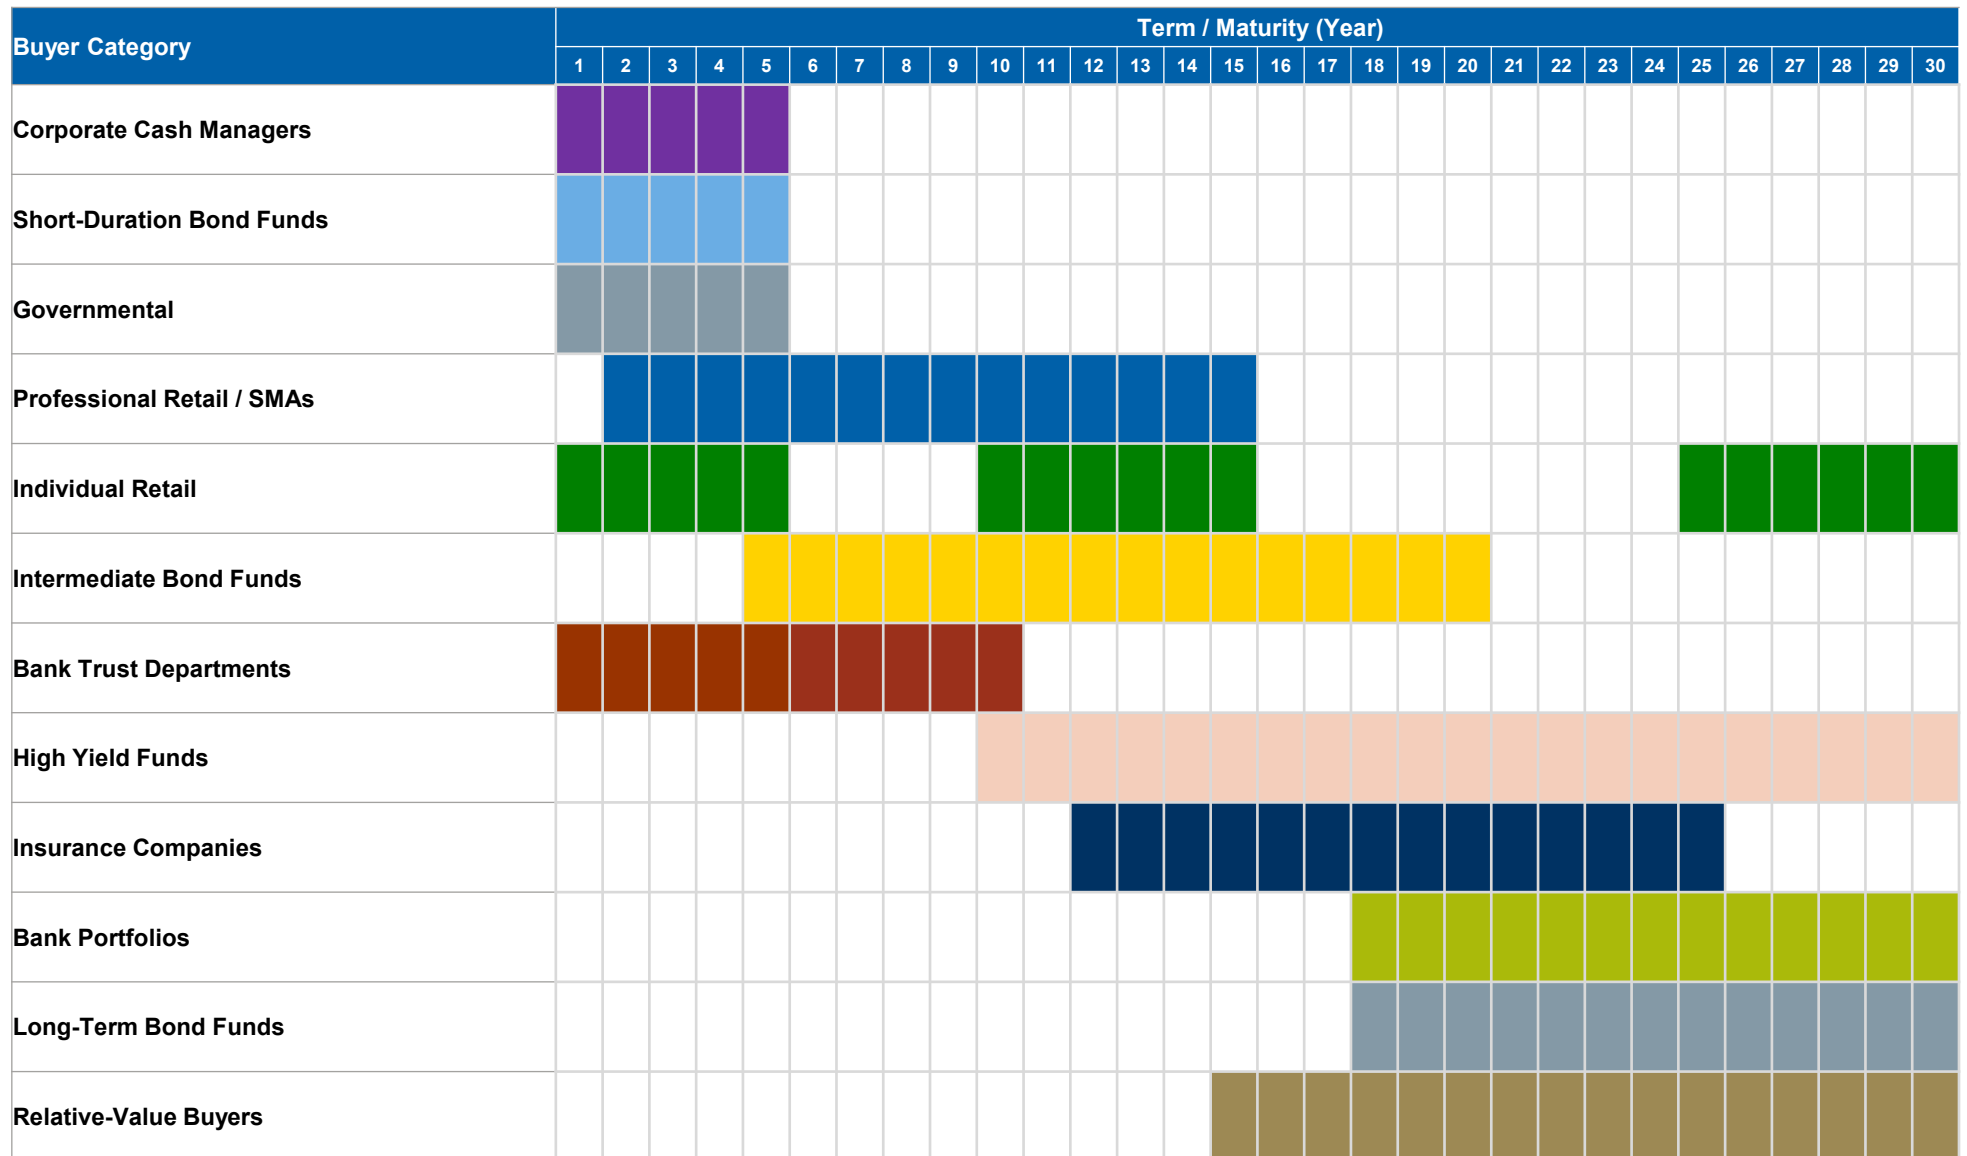 Buyer Category
Term / Maturity (Year)
1 2 3 4 5 6 7 8 9 10 11 12 13 14 15 16 17 18 19 20 21 22 23 24 25 26 27 28 29 30
Corporate Cash Managers
Short-Duration Bond Funds
Governmental
Professional Retail / SMAs
Individual Retail
Intermediate Bond Funds
Bank Trust Departments
High Yield Funds
Insurance Companies
Bank Portfolios
Long-Term Bond Funds
Relative-Value Buyers